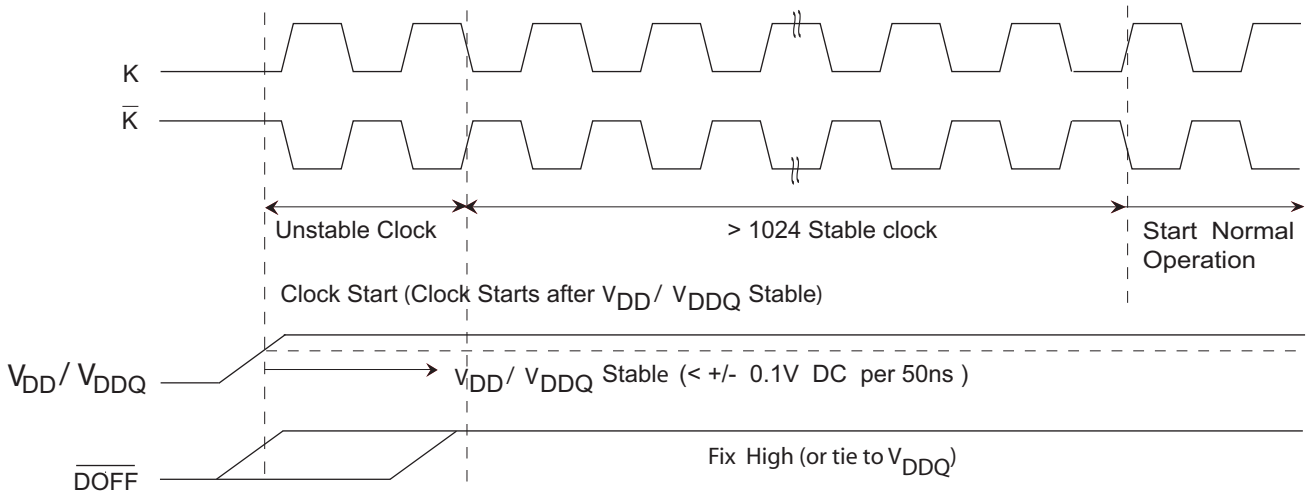 K
K̅
Unstable Clock
> 1024 Stable clock
Start Normal
Operation
Clock Start (Clock Starts after VDD / VDDQ Stable)
VDD / VDDQ
VDD / VDDQ Stable (< +/- 0.1V DC per 50ns )
D̅O̅F̅F̅
Fix High (or tie to VDDQ)